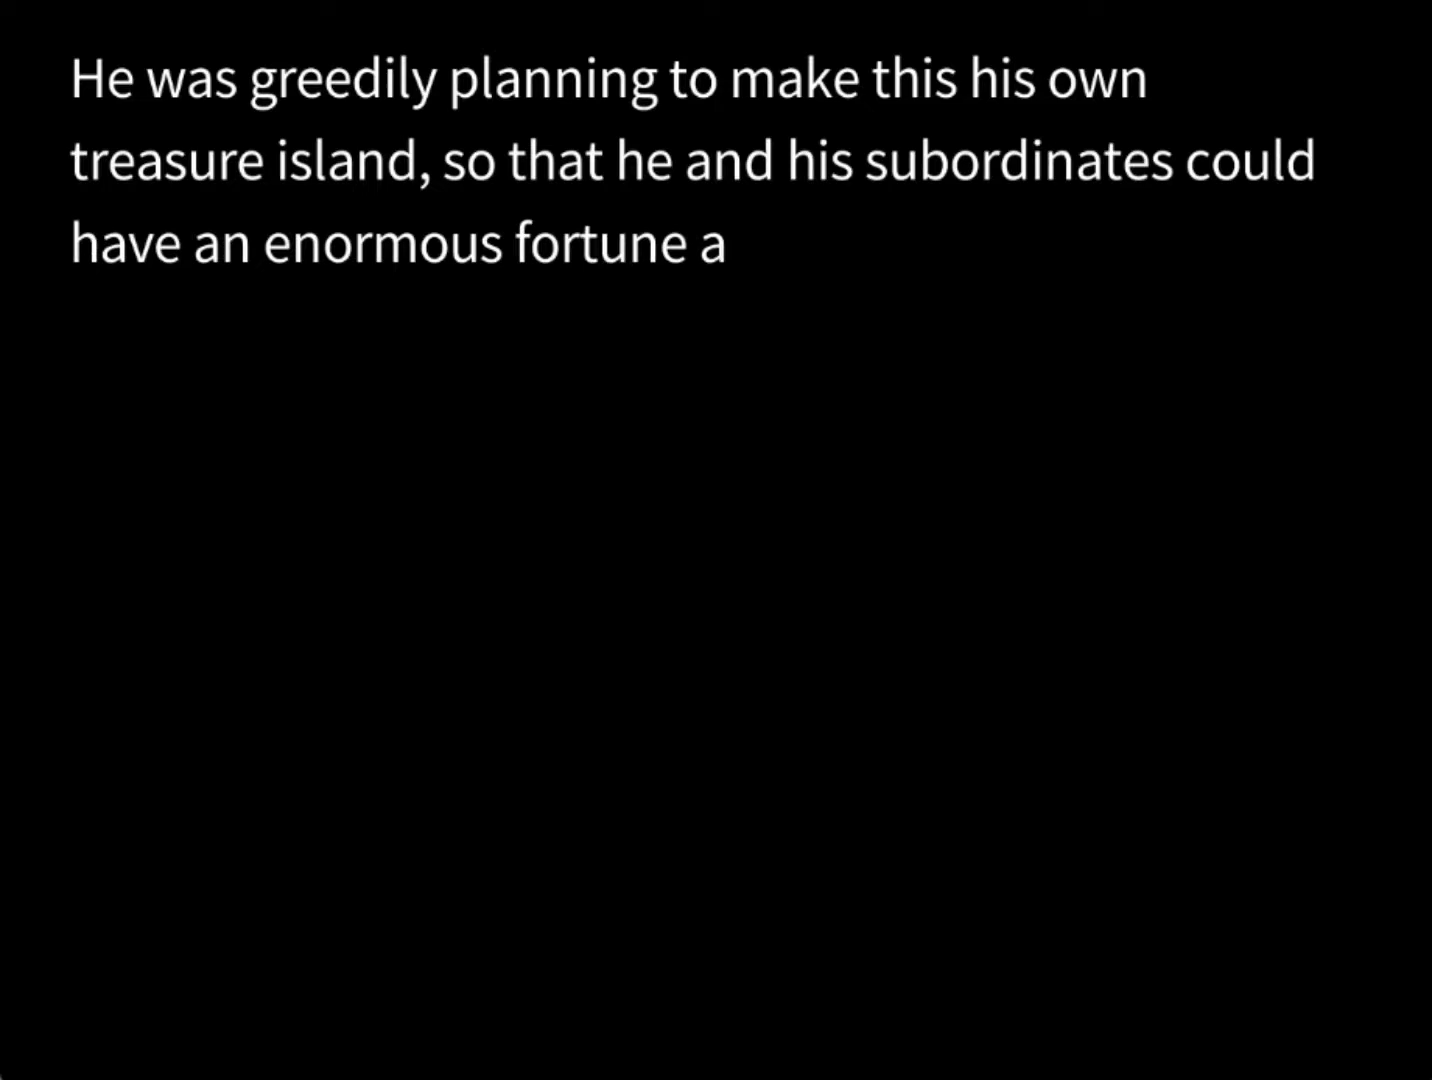 He was greedily planning to make this his own
treasure island, so that he and his subordinates could
have an enormous fortune a